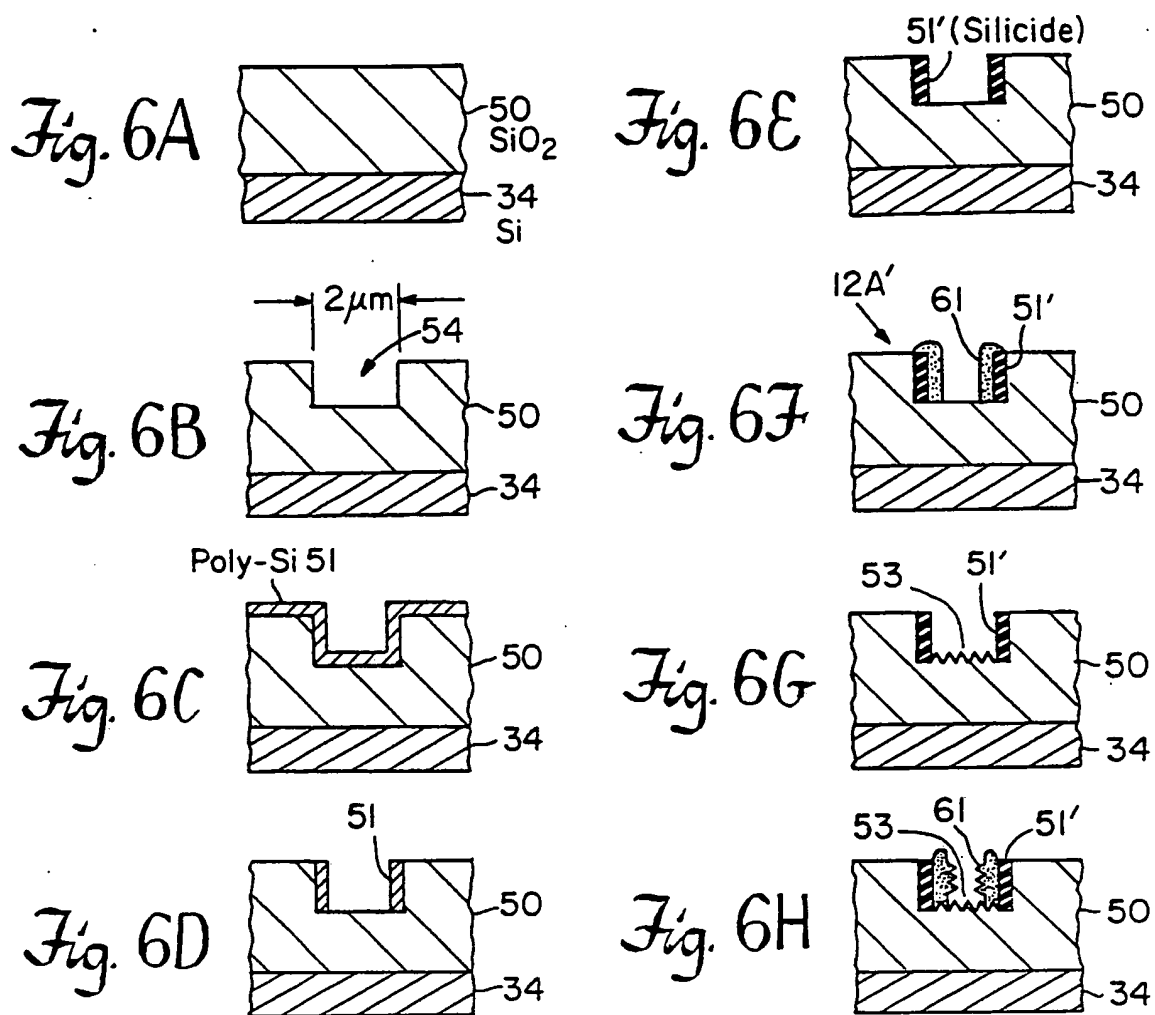 Fig. 6A
50
SiO2
34
Si
Fig. 6B
2μm
54
50
34
Fig. 6C
Poly-Si 51
50
34
Fig. 6D
51
50
34
Fig. 6E
51' (Silicide)
50
34
Fig. 6F
12A'
61
51'
50
34
Fig. 6G
53
51'
50
34
Fig. 6H
53
61
51'
50
34